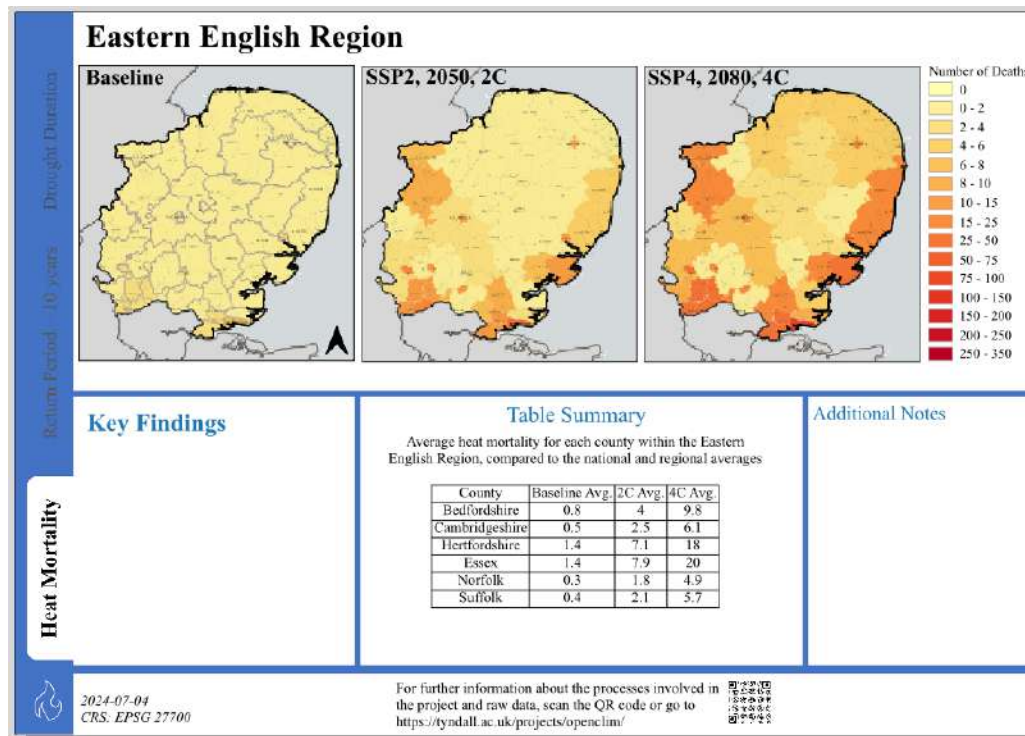 Eastern English Region
Baseline
SSP2, 2050, 2C
SSP4, 2080, 4C
Number of Deaths
0
0 - 2
2 - 4
4 - 6
6 - 8
8 - 10
10 - 15
15 - 25
25 - 50
50 - 75
75 - 100
100 - 150
150 - 200
200 - 250
250 - 350
Drought Duration
Return Period 10 years
Heat Mortality
Key Findings
Table Summary
Average heat mortality for each county within the Eastern
English Region, compared to the national and regional averages
County Baseline Avg. 2C Avg. 4C Avg.
Bedfordshire 0.8 4 9.8
Cambridgeshire 0.5 2.5 6.1
Hertfordshire 1.4 7.1 18
Essex 1.4 7.9 20
Norfolk 0.3 1.8 4.9
Suffolk 0.4 2.1 5.7
Additional Notes
2024-07-04
CRS: EPSG 27700
For further information about the processes involved in
the project and raw data, scan the QR code or go to
https://tyndall.ac.uk/projects/openclim/